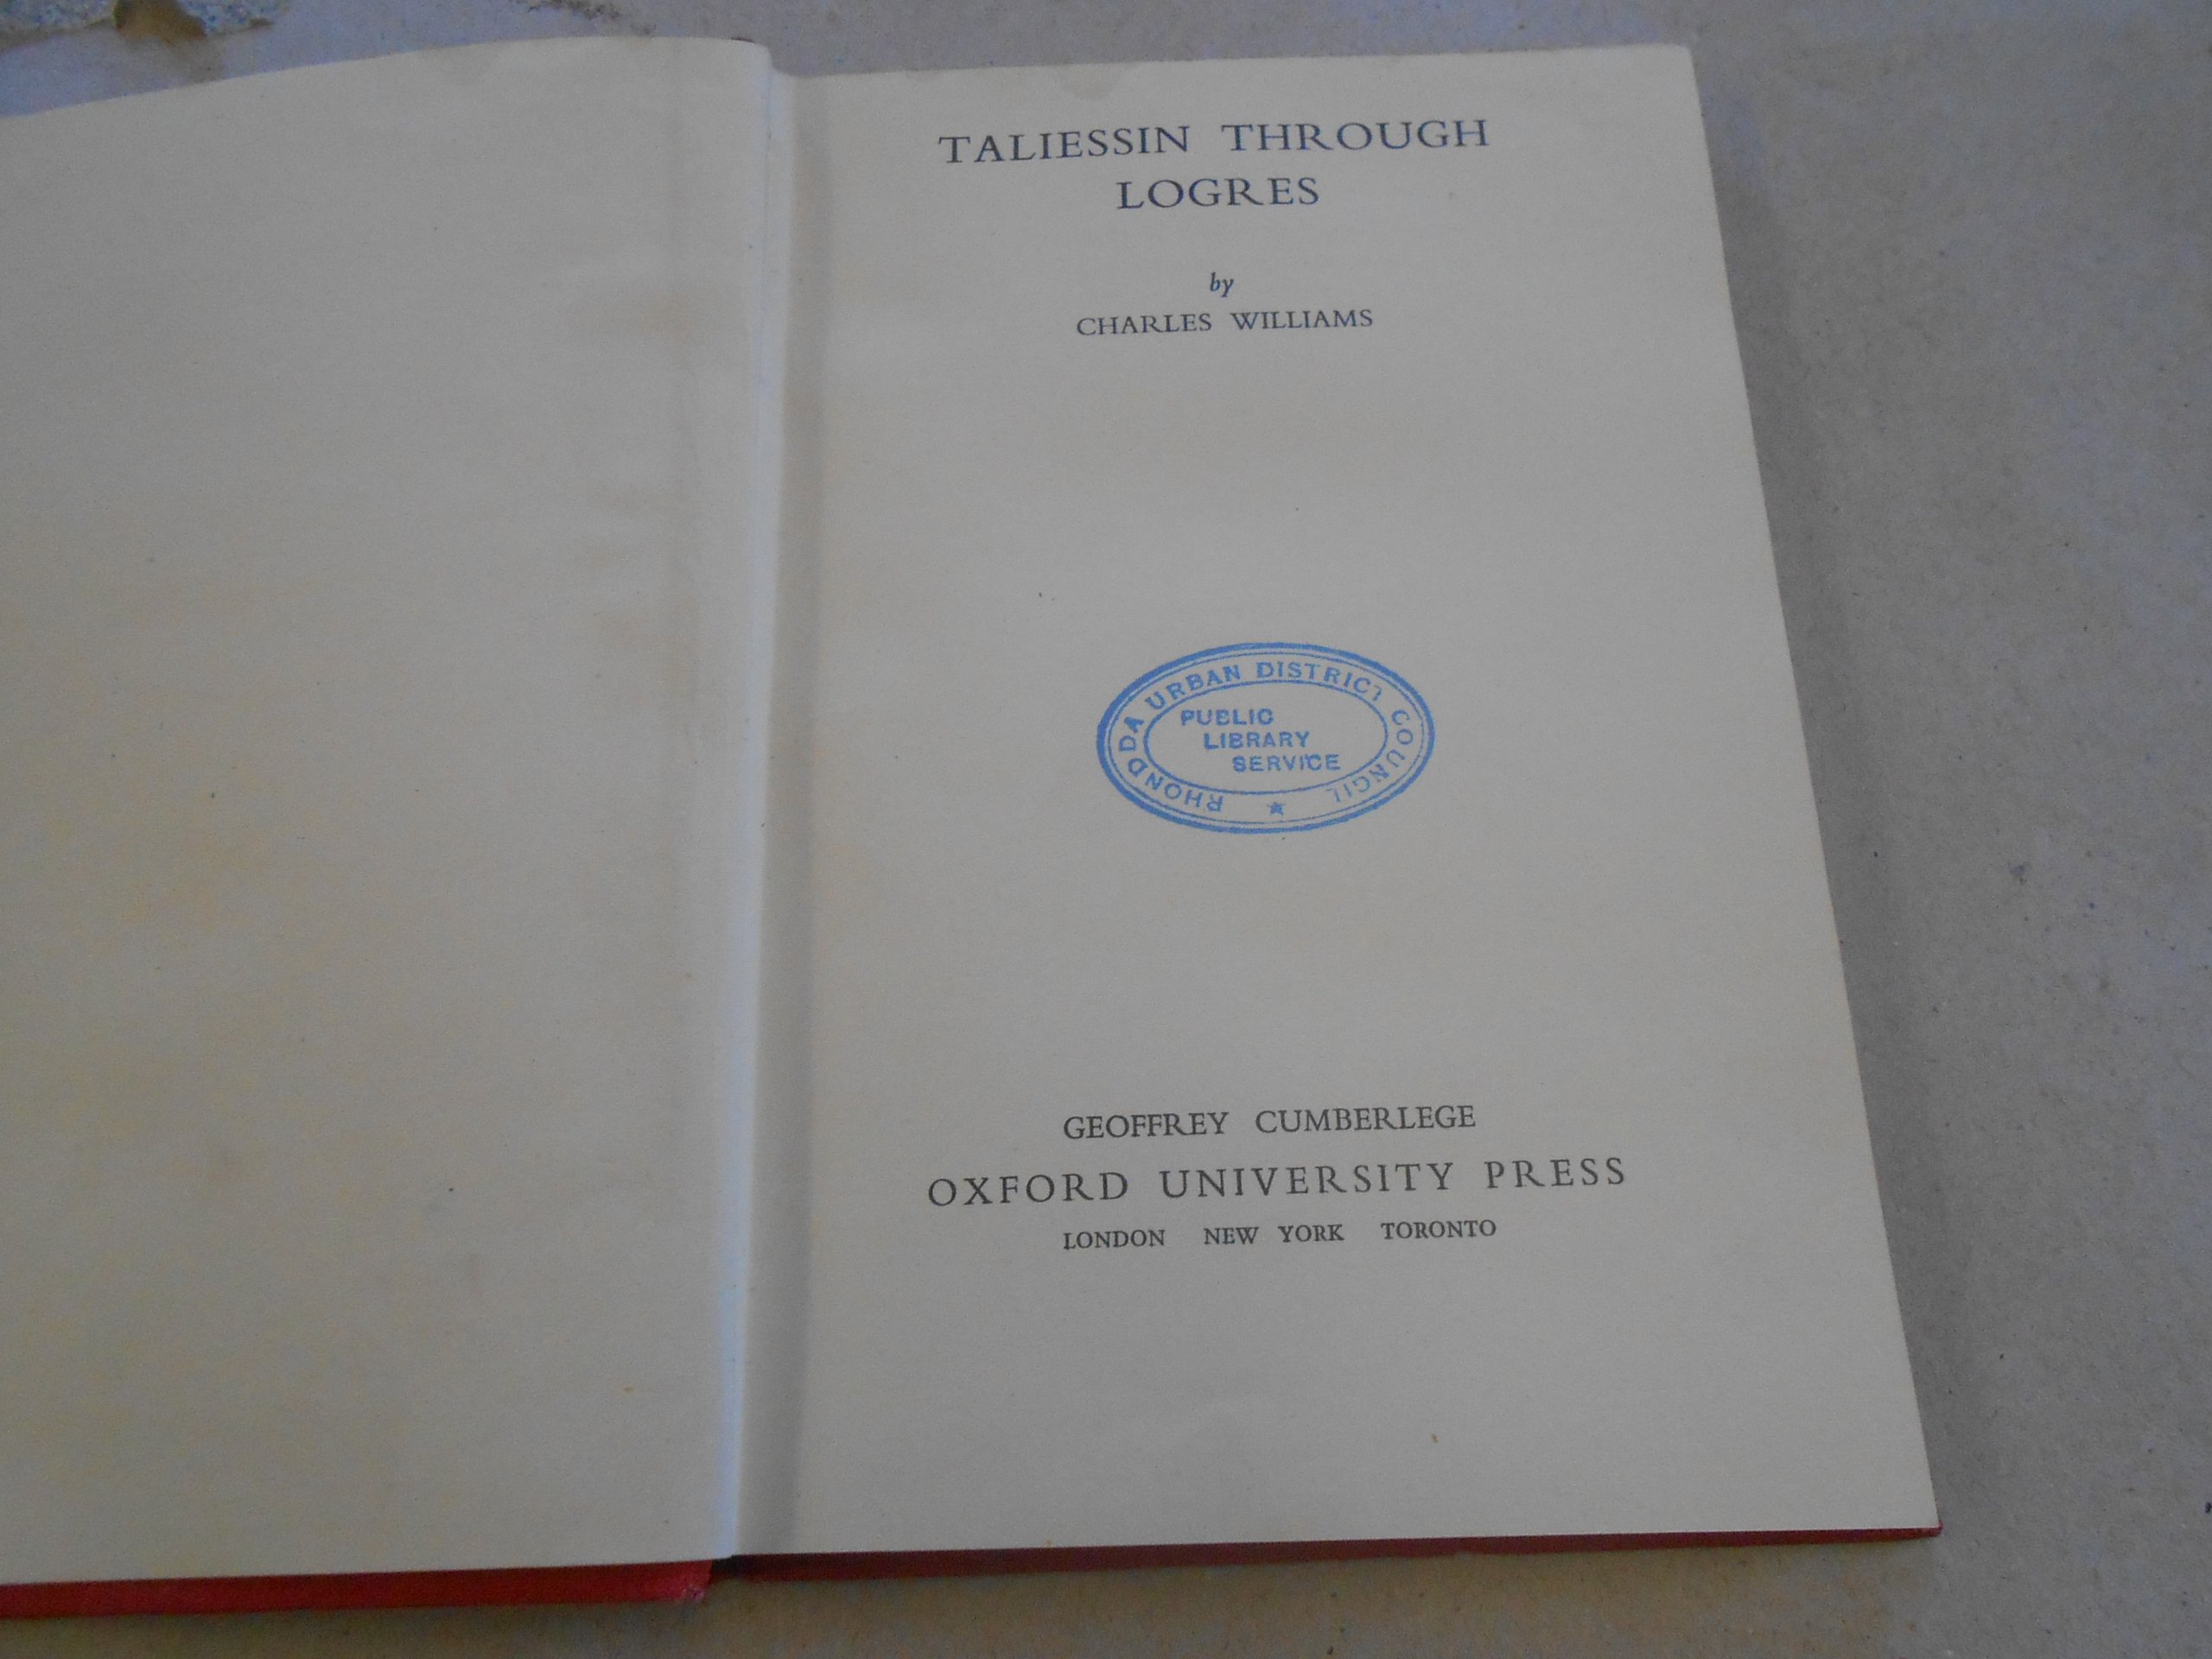 TALIESSIN THROUGH
LOGRES
by
CHARLES WILLIAMS
RHONDDA URBAN DISTRICT COUNCIL
PUBLIC
LIBRARY
SERVICE
GEOFFREY CUMBERLEGE
OXFORD UNIVERSITY PRESS
LONDON NEW YORK TORONTO